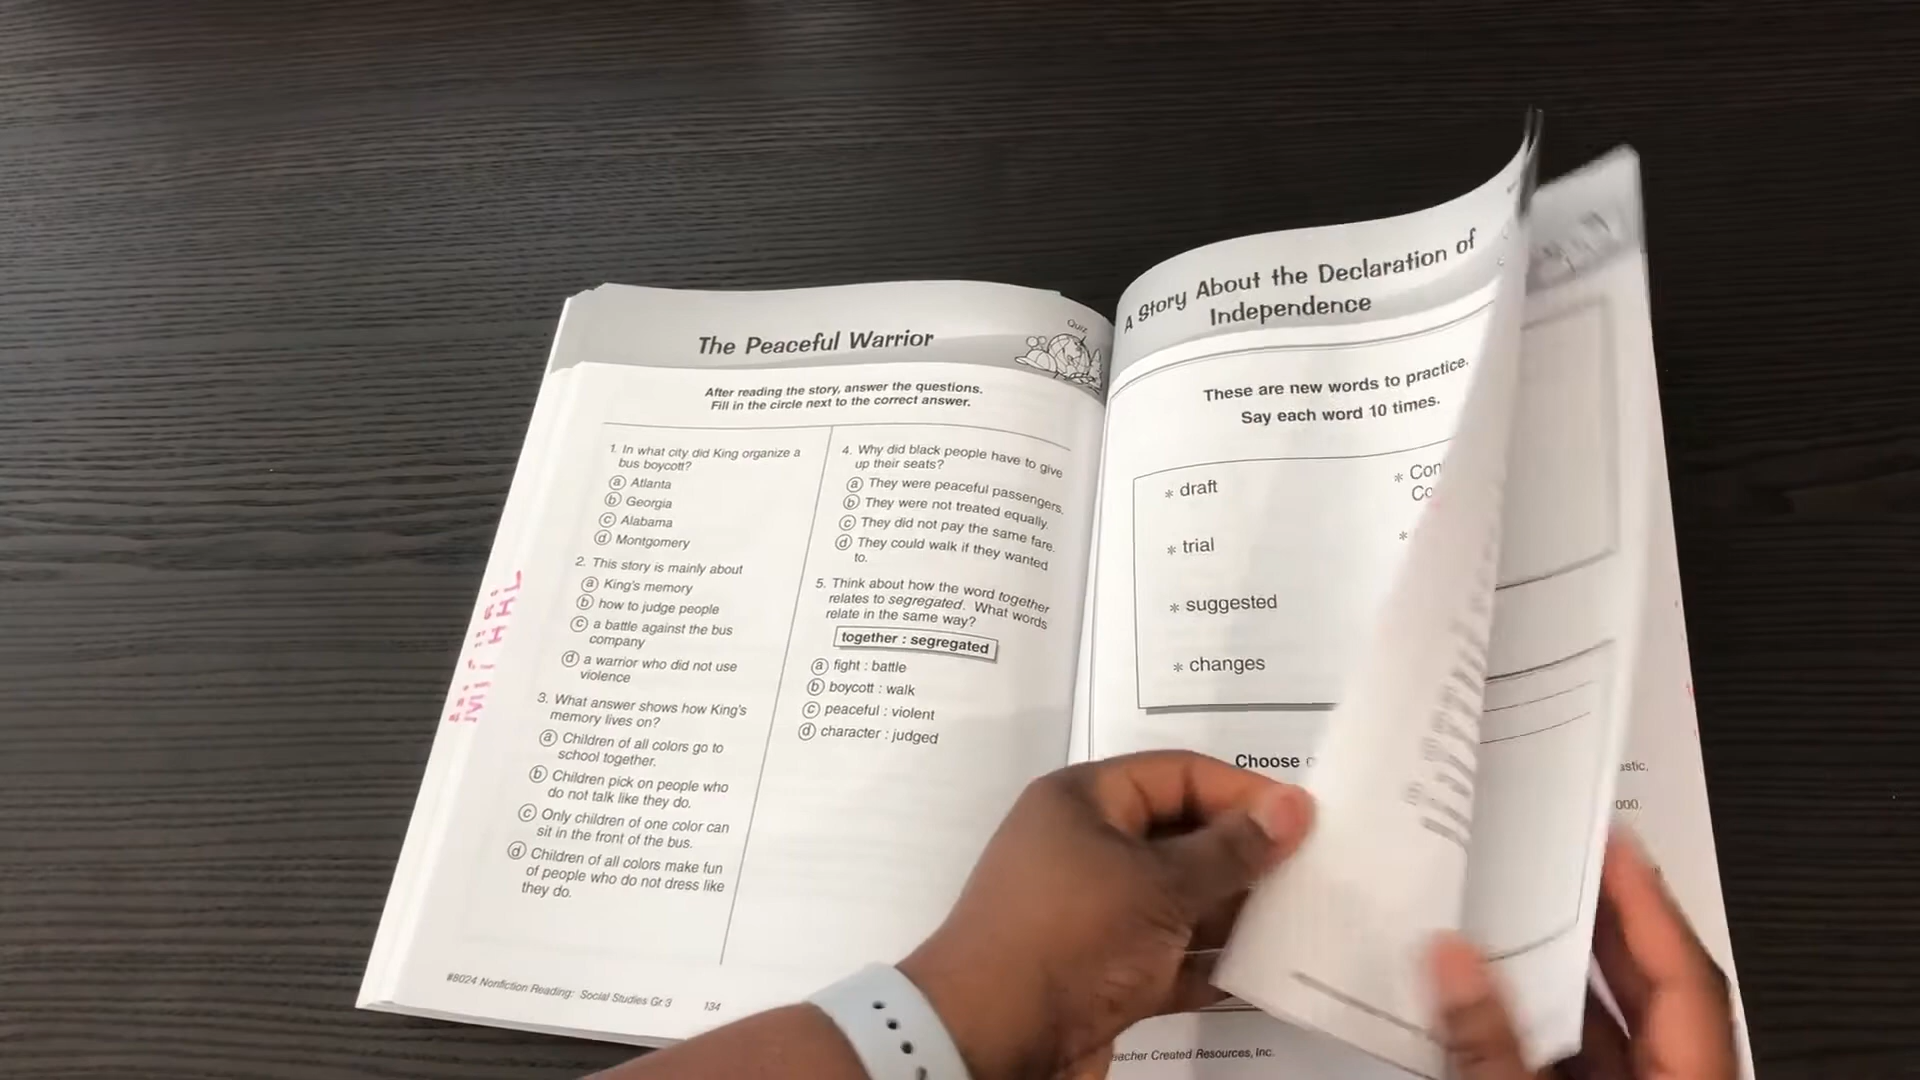 The Peaceful Warrior
Quiz
After reading the story, answer the questions.
Fill in the circle next to the correct answer.
1. In what city did King organize a
bus boycott?
a Atlanta
b Georgia
c Alabama
d Montgomery
2. This story is mainly about
a King's memory
b how to judge people
c a battle against the bus
company
d a warrior who did not use
violence
3. What answer shows how King's
memory lives on?
a Children of all colors go to
school together.
b Children pick on people who
do not talk like they do.
c Only children of one color can
sit in the front of the bus.
d Children of all colors make fun
of people who do not dress like
they do.
4. Why did black people have to give
up their seats?
a They were peaceful passengers.
b They were not treated equally.
c They did not pay the same fare.
d They could walk if they wanted
to.
5. Think about how the word together
relates to segregated. What words
relate in the same way?
together : segregated
a fight : battle
b boycott : walk
c peaceful : violent
d character : judged
#8024 Nonfiction Reading: Social Studies Gr.3 134
A Story About the Declaration of
Independence
These are new words to practice.
Say each word 10 times.
* draft
* trial
* suggested
* changes
* Con
Co
*
Choose
Created Resources, Inc.
000.